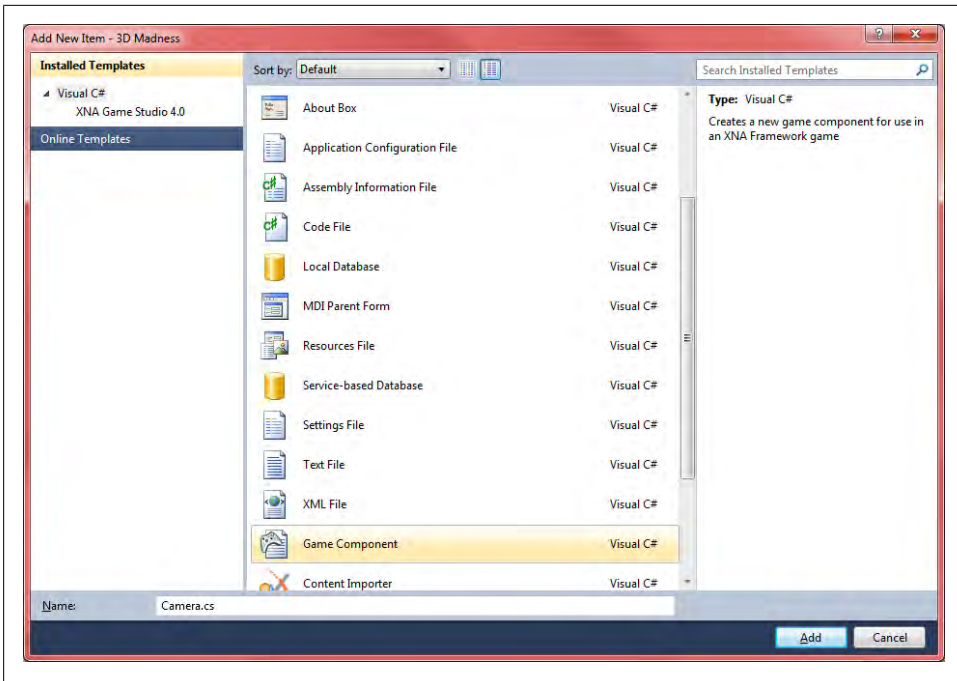 Add New Item - 3D Madness
Installed Templates
Visual C#
XNA Game Studio 4.0
Online Templates
Sort by: Default
Search Installed Templates
About Box Visual C#
Application Configuration File Visual C#
Assembly Information File Visual C#
Code File Visual C#
Local Database Visual C#
MDI Parent Form Visual C#
Resources File Visual C#
Service-based Database Visual C#
Settings File Visual C#
Text File Visual C#
XML File Visual C#
Game Component Visual C#
Content Importer Visual C#
Type: Visual C#
Creates a new game component for use in
an XNA Framework game
Name: Camera.cs
Add Cancel